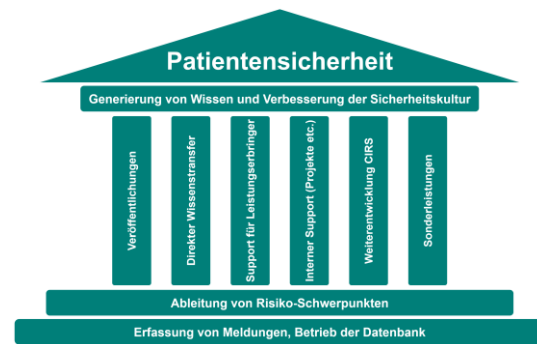 Patientensicherheit
Generierung von Wissen und Verbesserung der Sicherheitskultur
Veröffentlichungen
Direkter Wissenstransfer
Support für Leistungserbringer
Interner Support (Projekte etc.)
Weiterentwicklung CIRS
Sonderleistungen
Ableitung von Risiko-Schwerpunkten
Erfassung von Meldungen, Betrieb der Datenbank